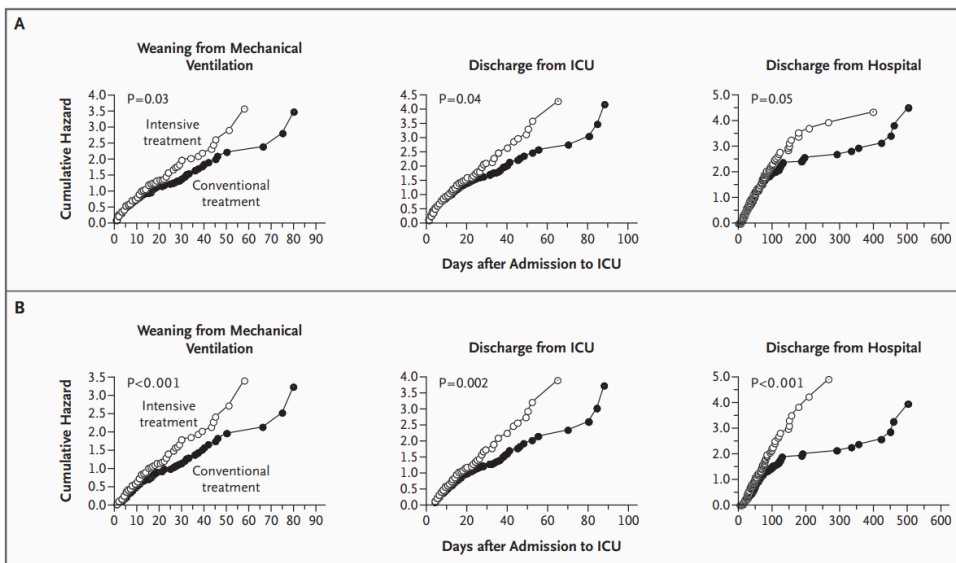 A
Weaning from Mechanical
Ventilation
Discharge from ICU
Discharge from Hospital
Cumulative Hazard
4.0
3.5
3.0
2.5
2.0
1.5
1.0
0.5
0.0
P=0.03
Intensive
treatment
Conventional
treatment
0 10 20 30 40 50 60 70 80 90
4.5
4.0
3.5
3.0
2.5
2.0
1.5
1.0
0.5
0.0
P=0.04
0 20 40 60 80 100
5.0
4.0
3.0
2.0
1.0
0.0
P=0.05
0 100 200 300 400 500 600
Days after Admission to ICU
B
Weaning from Mechanical
Ventilation
Discharge from ICU
Discharge from Hospital
Cumulative Hazard
3.5
3.0
2.5
2.0
1.5
1.0
0.5
0.0
P<0.001
Intensive
treatment
Conventional
treatment
0 10 20 30 40 50 60 70 80 90
4.0
3.5
3.0
2.5
2.0
1.5
1.0
0.5
0.0
P=0.002
0 20 40 60 80 100
5.0
4.0
3.0
2.0
1.0
0.0
P<0.001
0 100 200 300 400 500 600
Days after Admission to ICU